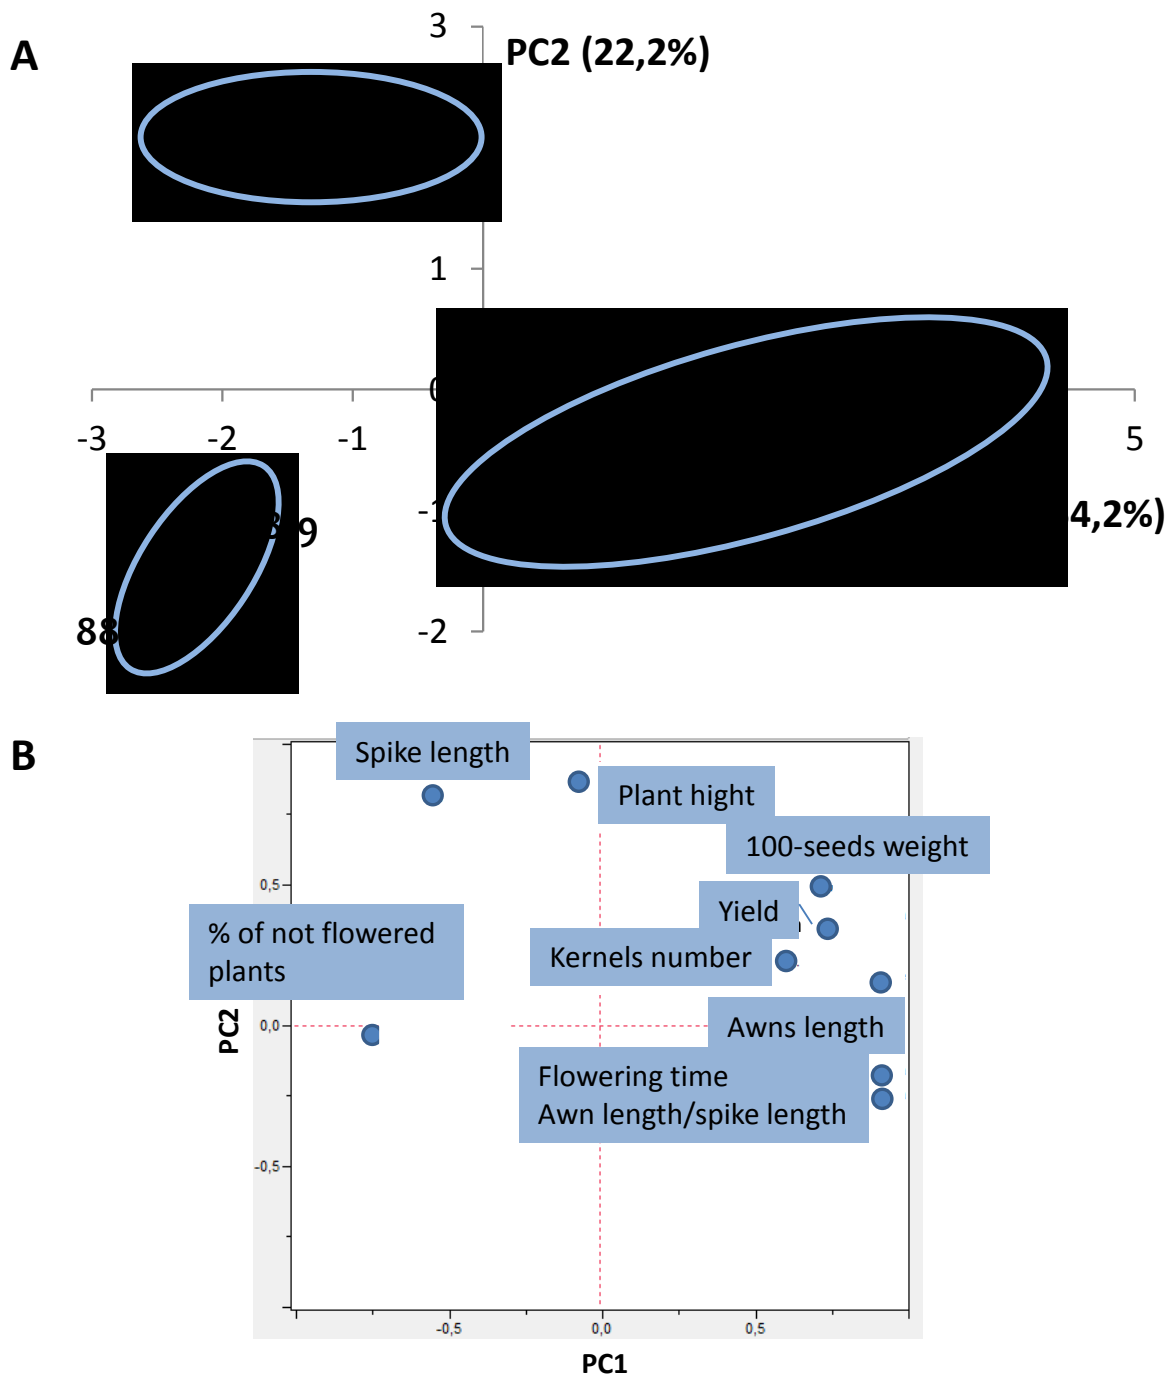 A
3
PC2 (22,2%)
1
-3
-2
-1
5
4,2%)
9
88
-2
B
Spike length
Plant hight
100-seeds weight
0,5
Yield
% of not flowered
plants
Kernels number
0,0
Awns length
PC2
Flowering time
Awn length/spike length
-0,5
-0,5
0,0
0,5
PC1